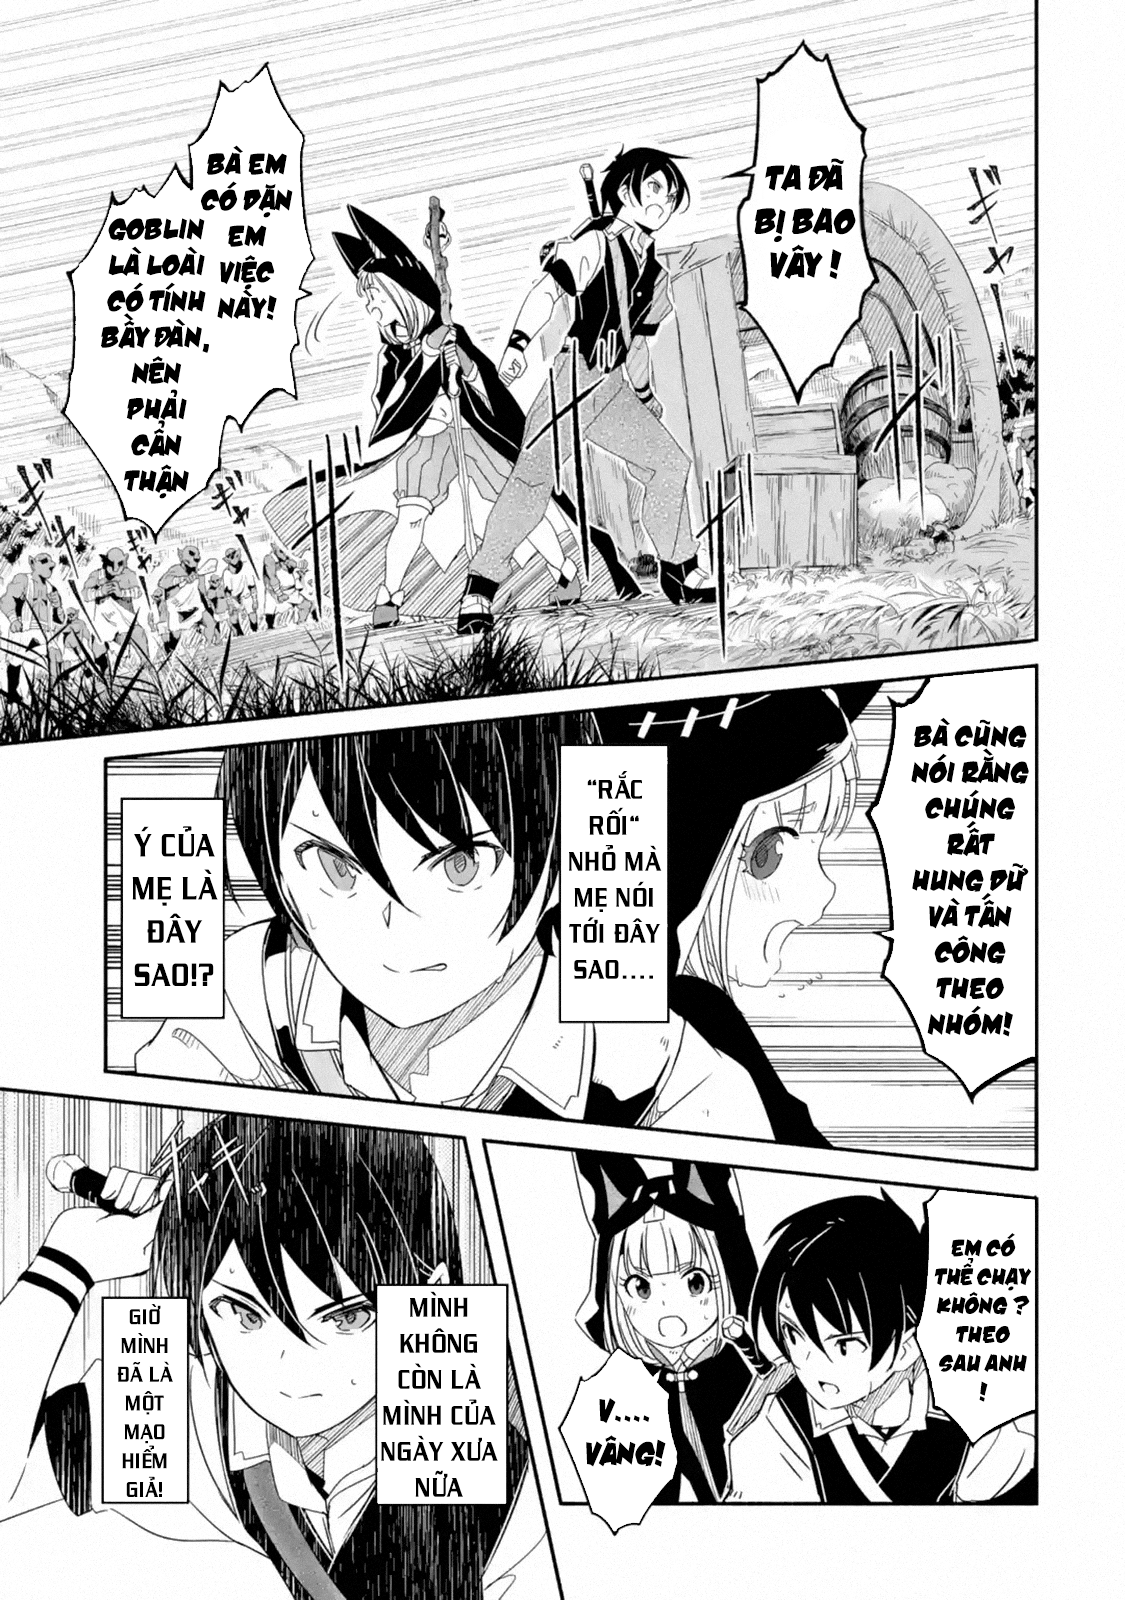 TA ĐÃ
BỊ BAO
VÂY !
BÀ EM
CÓ DẶN
EM
VIỆC
NÀY!
GOBLIN
LÀ LOÀI
CÓ TÍNH
BẦY ĐÀN,
NÊN
PHẢI
CẨN
THẬN
BÀ CŨNG
NÓI RẰNG
CHÚNG
RẤT
HUNG DỮ
VÀ TẤN
CÔNG
THEO
NHÓM!
"RẮC
RỐI"
NHỎ MÀ
MẸ NÓI
TỚI ĐÂY
SAO....
Ý CỦA
MẸ LÀ
ĐÂY
SAO!?
EM CÓ
THỂ CHẠY
KHÔNG ?
THEO
SAU ANH
!
V....
VÂNG!
MÌNH
KHÔNG
CÒN LÀ
MÌNH CỦA
NGÀY XƯA
NỮA
GIỜ
MÌNH
ĐÃ LÀ
MỘT
MẠO
HIỂM
GIẢ!